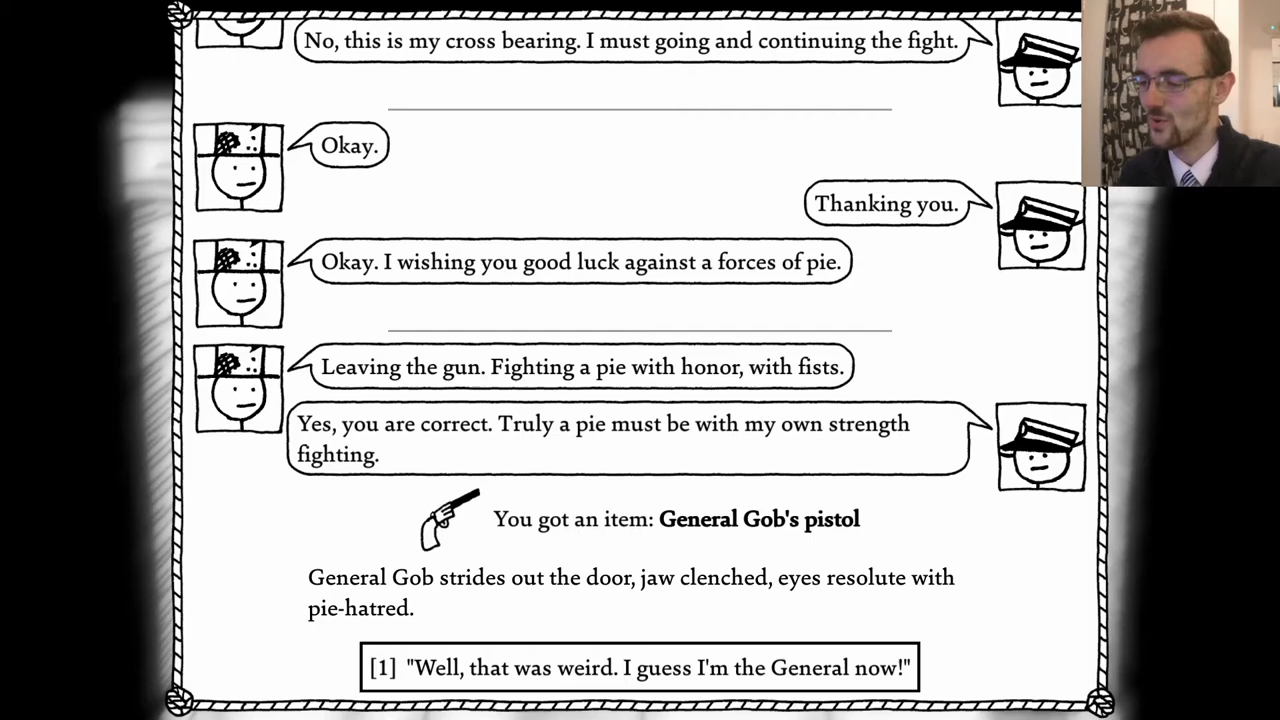 No, this is my cross bearing. I must going and continuing the fight.
Okay.
Thanking you.
Okay. I wishing you good luck against a forces of pie.
Leaving the gun. Fighting a pie with honor, with fists.
Yes, you are correct. Truly a pie must be with my own strength
fighting.
You got an item: General Gob's pistol
General Gob strides out the door, jaw clenched, eyes resolute with
pie-hatred.
[1] "Well, that was weird. I guess I'm the General now!"